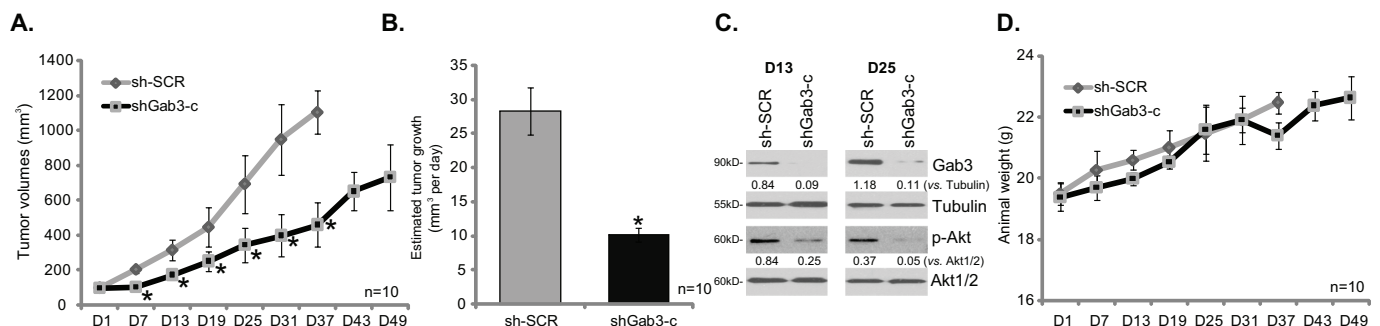 A.
Tumor volumes (mm³)
1400
1200
1000
800
600
400
200
0
sh-SCR
shGab3-c
*
*
*
*
*
*
n=10
D1 D7 D13 D19 D25 D31 D37 D43 D49
B.
Estimated tumor growth
(mm³ per day)
35
30
25
20
15
10
5
0
*
n=10
sh-SCR shGab3-c
C.
D13 D25
sh-SCR shGab3-c sh-SCR shGab3-c
90kD- Gab3
0.84 0.09 1.18 0.11 (vs. Tubulin)
55kD- Tubulin
60kD- p-Akt
0.84 0.25 0.37 0.05 (vs. Akt1/2)
60kD- Akt1/2
D.
Animal weight (g)
24
22
20
18
16
sh-SCR
shGab3-c
n=10
D1 D7 D13 D19 D25 D31 D37 D43 D49